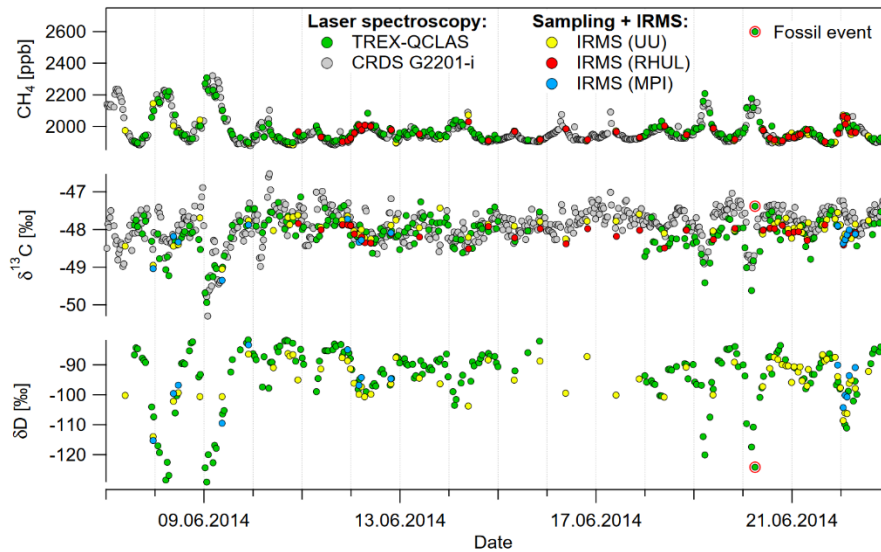 Laser spectroscopy:
TREX-QCLAS
CRDS G2201-i
Sampling + IRMS:
IRMS (UU)
IRMS (RHUL)
IRMS (MPI)
Fossil event
CH₄ [ppb]
2600
2400
2200
2000
δ¹³C [‰]
-47
-48
-49
-50
δD [‰]
-90
-100
-110
-120
09.06.2014
13.06.2014
17.06.2014
21.06.2014
Date